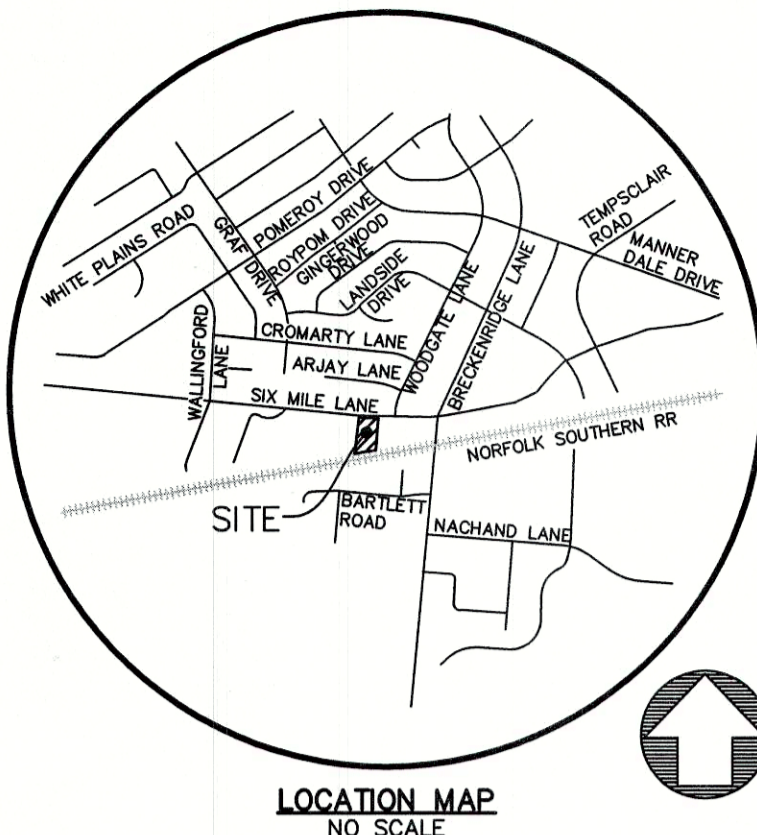 WHITE PLAINS ROAD
GRAF DRIVE
POMEROY DRIVE
ROYPOM DRIVE
GINGERWOOD
DRIVE
LANDSIDE
DRIVE
TEMPSCLAIR
ROAD
MANNER
DALE DRIVE
WALLINGFORD
LANE
CROMARTY LANE
ARJAY LANE
SIX MILE LANE
WOODGATE LANE
BRECKENRIDGE LANE
NORFOLK SOUTHERN RR
SITE
BARTLETT
ROAD
NACHAND LANE
LOCATION MAP
NO SCALE